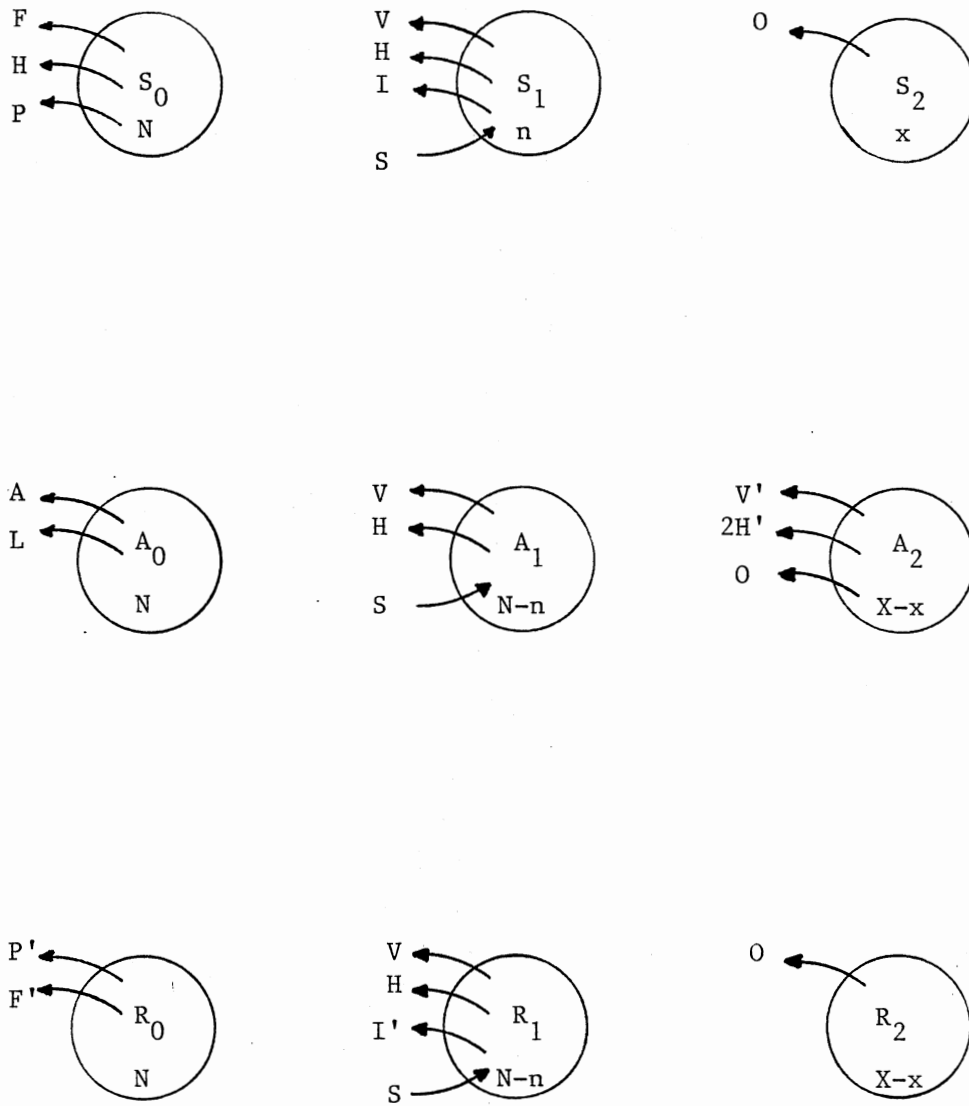 F
H
P
S₀
N
V
H
I
S
S₁
n
O
S₂
x
A
L
A₀
N
V
H
S
A₁
N-n
V'
2H'
O
A₂
X-x
P'
F'
R₀
N
V
H
I'
S
R₁
N-n
O
R₂
X-x